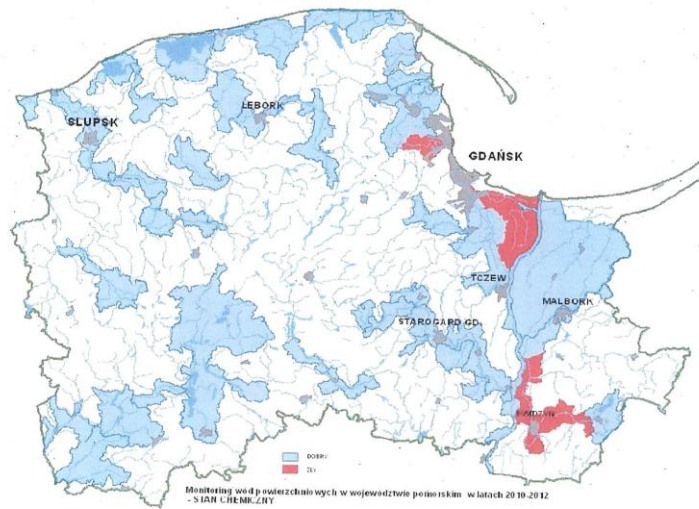 SŁUPSK
LĘBORK
GDAŃSK
TCZEW
MALBORK
STAROGARD GD.
KWIDZYN
DOBRY
ZŁY
Monitoring wód powierzchniowych w województwie pomorskim w latach 2010-2012
- STAN CHEMICZNY